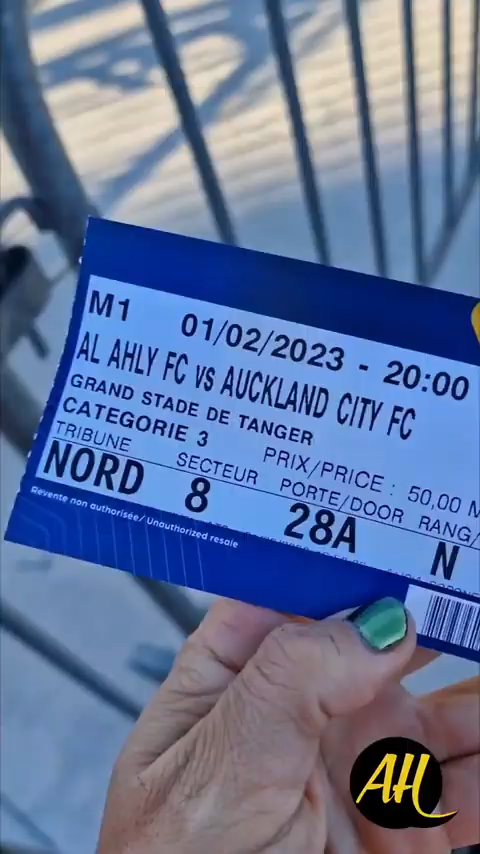 M1 01/02/2023 - 20:00
AL AHLY FC VS AUCKLAND CITY FC
GRAND STADE DE TANGER
CATEGORIE 3 PRIX/PRICE : 50,00 M
TRIBUNE SECTEUR PORTE/DOOR RANG/
NORD 8 28A N
Revente non authorisée/ Unauthorized resale
AH